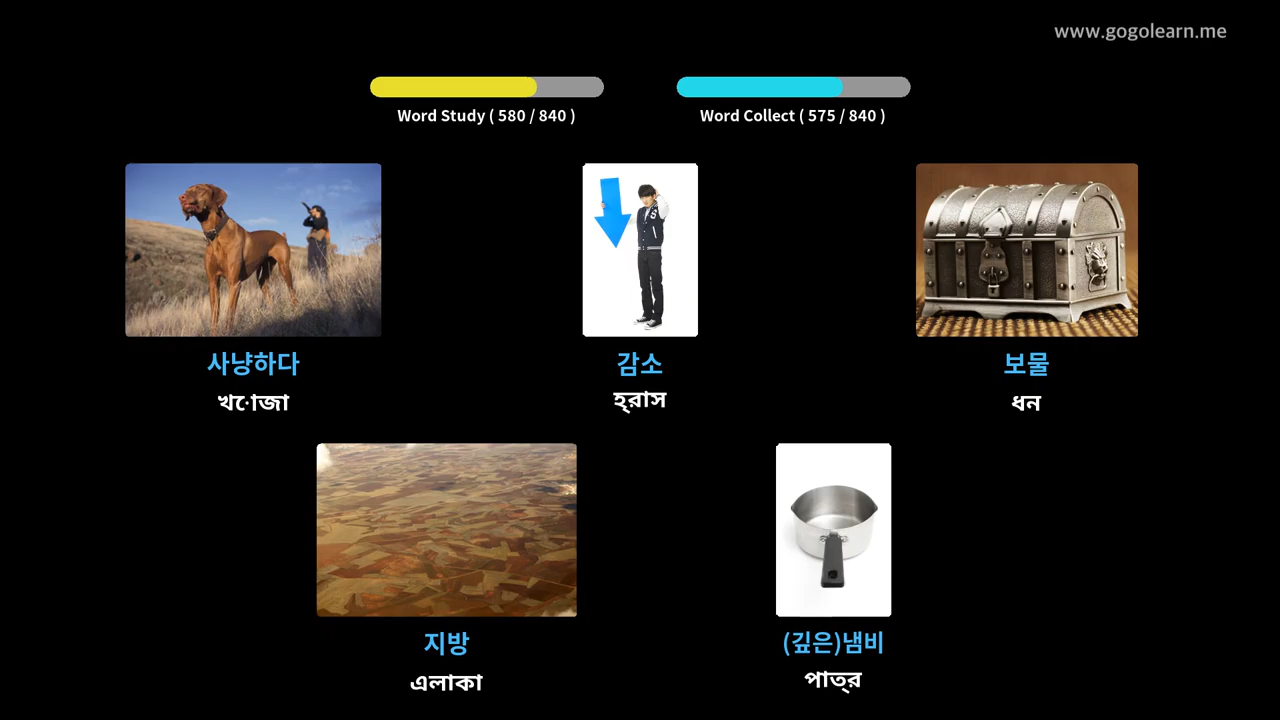 www.gogolearn.me
Word Study ( 580 / 840 )
Word Collect ( 575 / 840 )
사냥하다
감소
보물
খোঁজা
হ্রাস
ধন
지방
(깊은)냄비
এলাকা
পাত্র